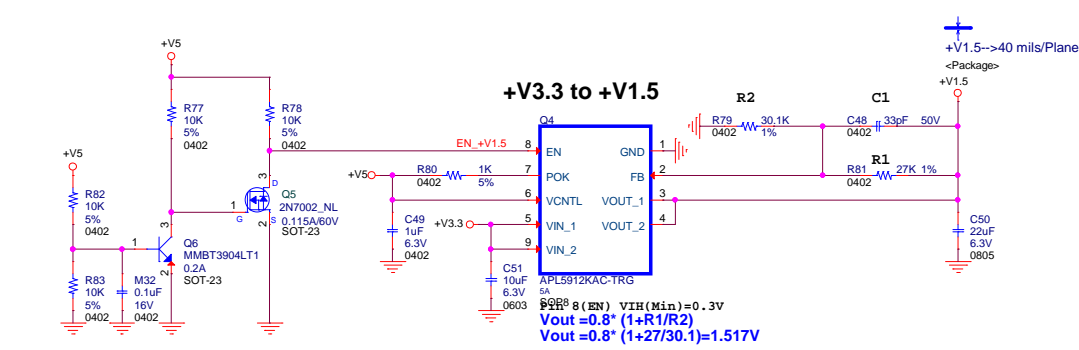 +V1.5-->40 mils/Plane
<Package>
+V1.5
+V5
+V3.3 to +V1.5
R2
C1
R77
10K
5%
0402
R78
10K
5%
0402
Q4
R79
30.1K
0402
1%
C48
33pF
50V
0402
EN_+V1.5
8
EN
GND
1
R1
+V5
R80
1K
0402
5%
7
POK
FB
2
R81
27K
1%
0402
+V5
R82
10K
5%
0402
3
D
Q5
2N7002_NL
0.115A/60V
SOT-23
1
G
S
2
6
VCNTL
VOUT_1
3
C49
1uF
6.3V
0402
+V3.3
5
VIN_1
VOUT_2
4
9
VIN_2
C50
22uF
6.3V
0805
3
1
Q6
MMBT3904LT1
0.2A
SOT-23
2
R83
10K
5%
0402
M32
0.1uF
16V
0402
C51
10uF
6.3V
0603
APL5912KAC-TRG
5A
SOP8
Pin 8(EN) VIH(Min)=0.3V
Vout =0.8* (1+R1/R2)
Vout =0.8* (1+27/30.1)=1.517V